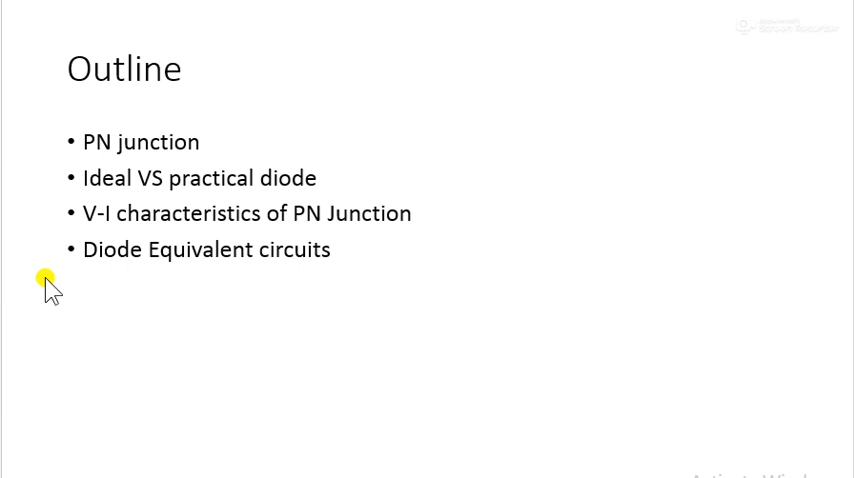 Outline
• PN junction
• Ideal VS practical diode
• V-I characteristics of PN Junction
• Diode Equivalent circuits